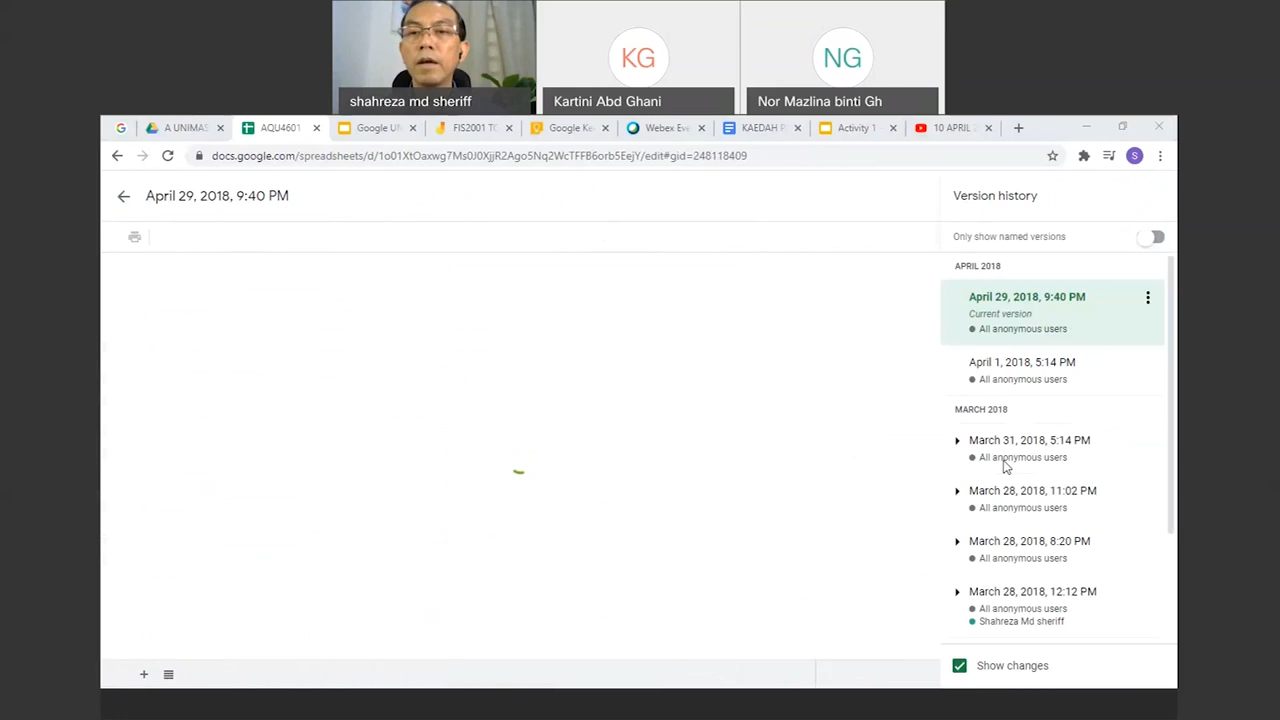 KG
NG
shahreza md sheriff
Kartini Abd Ghani
Nor Mazlina binti Gh
G
A UNIMAS
AQU4601
Google UN
FIS2001 TO
Google Ke
Webex Eve
KAEDAH P
Activity 1 -
10 APRIL 2
docs.google.com/spreadsheets/d/1o01XtOaxwg7Ms0J0XjjR2Ago5Nq2WcTFFB6orb5EejY/edit#gid=248118409
S
April 29, 2018, 9:40 PM
Version history
Only show named versions
APRIL 2018
April 29, 2018, 9:40 PM
Current version
All anonymous users
April 1, 2018, 5:14 PM
All anonymous users
MARCH 2018
March 31, 2018, 5:14 PM
All anonymous users
March 28, 2018, 11:02 PM
All anonymous users
March 28, 2018, 8:20 PM
All anonymous users
March 28, 2018, 12:12 PM
All anonymous users
Shahreza Md sheriff
Show changes